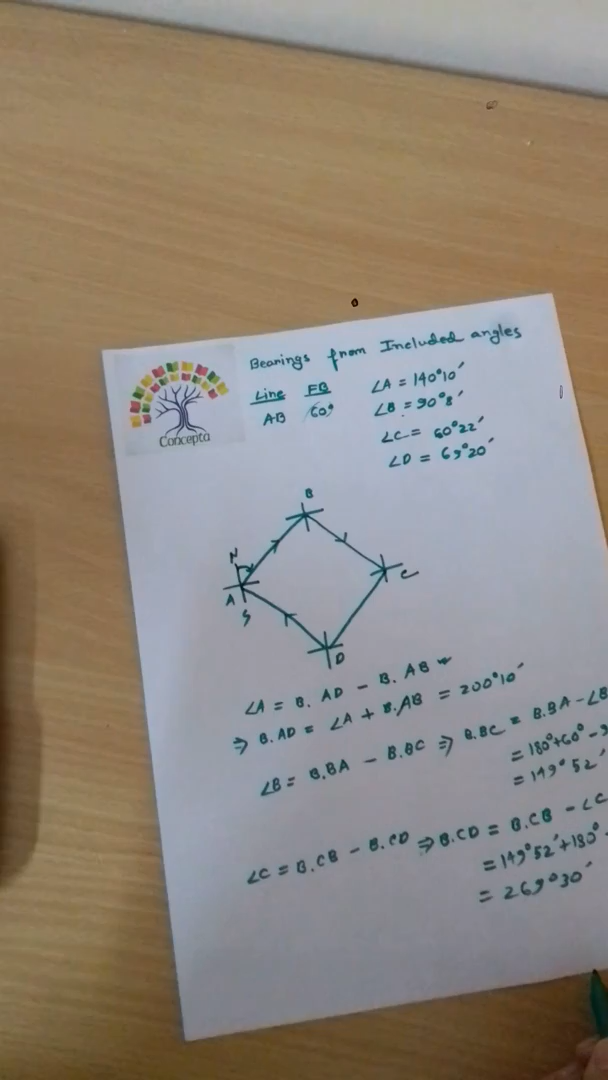 Bearings from Included angles
Line FB
AB 60°
∠A = 140°10′
∠B = 90°8′
∠C = 60°22′
∠D = 69°20′
Concepta
B
N
A
S
C
D
∠A = B. AD - B. AB
⇒ B.AD = ∠A + B.AB = 200°10′
∠B = B.BA - B.BC ⇒ B.BC = B.BA - ∠B
= 180°+60° - 9
= 149°52′
∠C = B.CB - B.CD ⇒ B.CD = B.CB - ∠C
= 149°52′+180°
= 269°30′